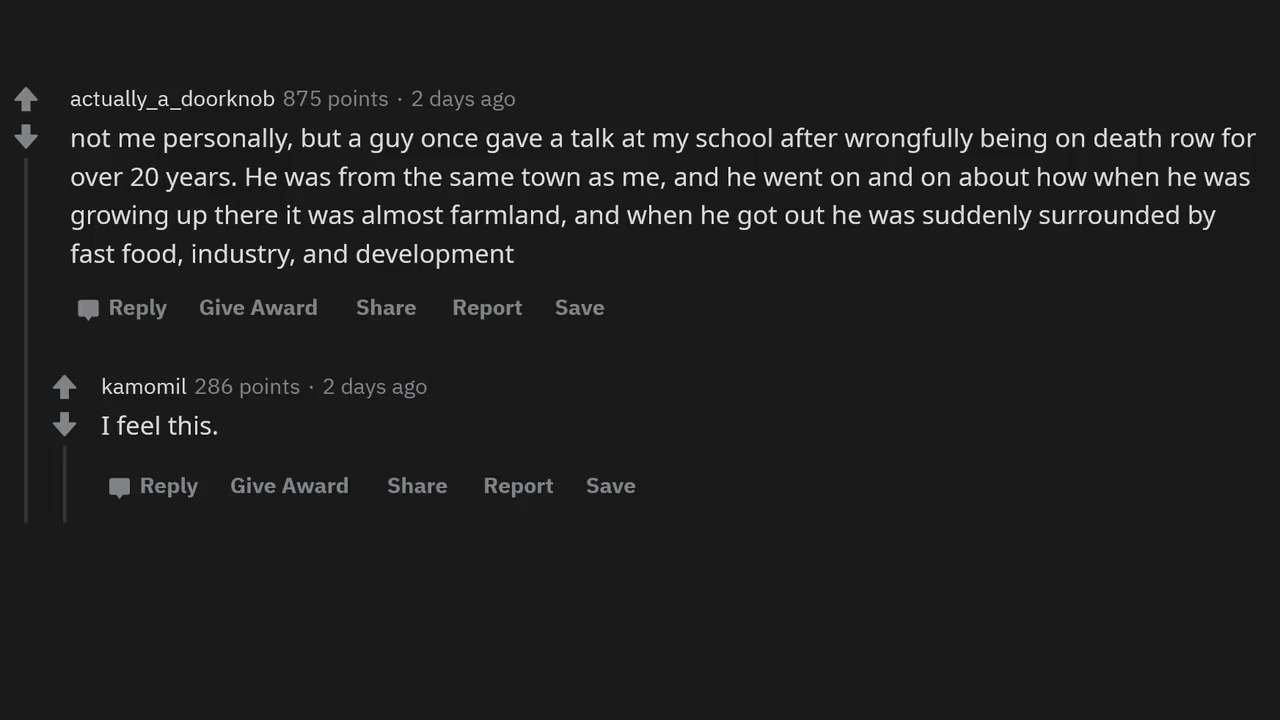 actually_a_doorknob 875 points · 2 days ago
not me personally, but a guy once gave a talk at my school after wrongfully being on death row for
over 20 years. He was from the same town as me, and he went on and on about how when he was
growing up there it was almost farmland, and when he got out he was suddenly surrounded by
fast food, industry, and development
Reply Give Award Share Report Save
kamomil 286 points · 2 days ago
I feel this.
Reply Give Award Share Report Save